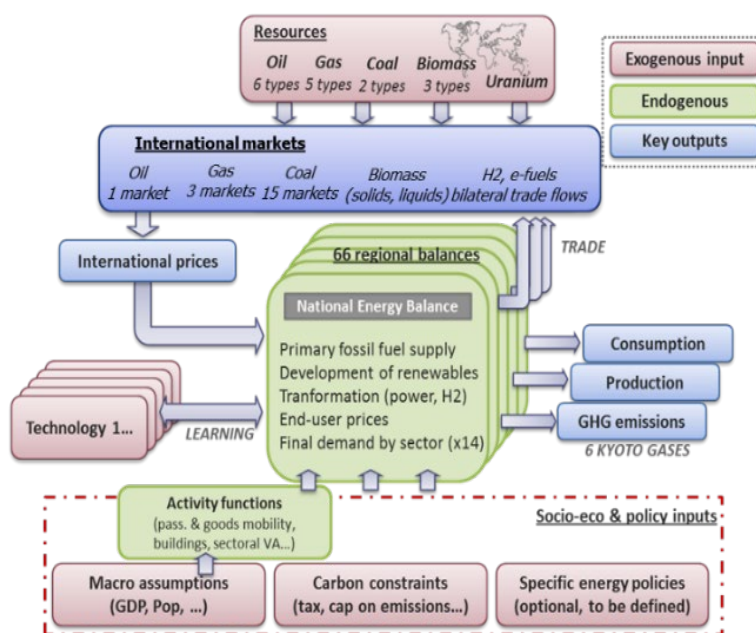 Resources
Oil Gas Coal Biomass Uranium
6 types 5 types 2 types 3 types
Exogenous input
Endogenous
Key outputs
International markets
Oil Gas Coal Biomass H2, e-fuels
1 market 3 markets 15 markets (solids, liquids) bilateral trade flows
International prices
TRADE
66 regional balances
National Energy Balance
Primary fossil fuel supply
Development of renewables
Tranformation (power, H2)
End-user prices
Final demand by sector (x14)
Consumption
Production
GHG emissions
6 KYOTO GASES
Technology 1...
LEARNING
Activity functions
(pass. & goods mobility,
buildings, sectoral VA...)
Socio-eco & policy inputs
Macro assumptions
(GDP, Pop, ...)
Carbon constraints
(tax, cap on emissions...)
Specific energy policies
(optional, to be defined)